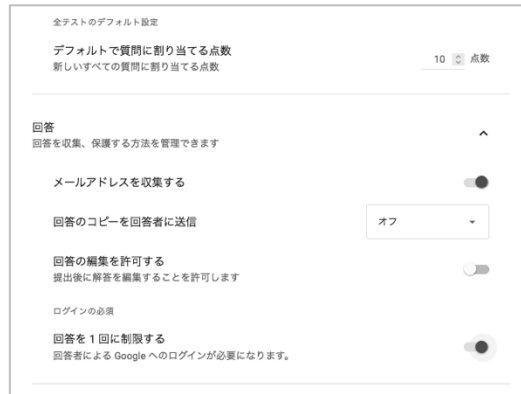 全テストのデフォルト設定
デフォルトで質問に割り当てる点数
新しいすべての質問に割り当てる点数
10 点数
回答
回答を収集、保護する方法を管理できます
メールアドレスを収集する
回答のコピーを回答者に送信
オフ
回答の編集を許可する
提出後に解答を編集することを許可します
ログインの必須
回答を 1 回に制限する
回答者による Google へのログインが必要になります。